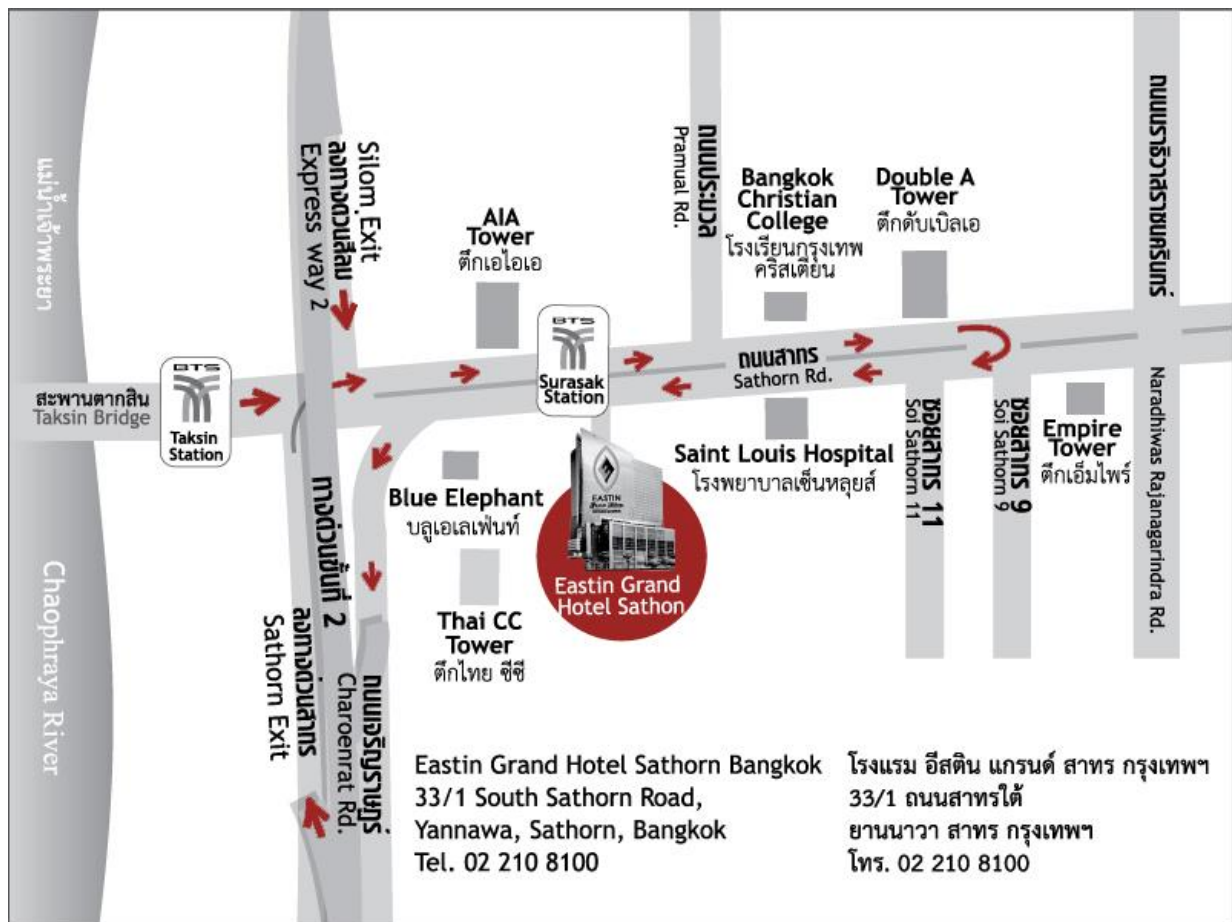 แม่น้ำเจ้าพระยา
Chaophraya River
Silom Exit
ลงทางด่วนสีลม
Express way 2
AIA
Tower
ตึกเอไอเอ
ถนนประมวล
Pramual Rd.
Bangkok
Christian
College
โรงเรียนกรุงเทพ
คริสเตียน
Double A
Tower
ตึกดับเบิลเอ
ถนนนราธิวาสราชนครินทร์
Naradhiwas Rajanagarindra Rd.
สะพานตากสิน
Taksin Bridge
BTS
Taksin
Station
BTS
Surasak
Station
ถนนสาทร
Sathorn Rd.
Blue Elephant
บลูเอเลเฟ่นท์
Thai CC
Tower
ตึกไทย ซีซี
EASTIN
Eastin Grand
Hotel Sathon
Saint Louis Hospital
โรงพยาบาลเซ็นหลุยส์
ซอยสาทร 11
Soi Sathorn 11
ซอยสาทร 9
Soi Sathorn 9
Empire
Tower
ตึกเอ็มไพร์
ทางด่วนขั้นที่ 2
ลงทางด่วนสาทร
Sathorn Exit
ถนนเจริญราษฎร์
Charoenrat Rd.
Eastin Grand Hotel Sathorn Bangkok
33/1 South Sathorn Road,
Yannawa, Sathorn, Bangkok
Tel. 02 210 8100
โรงแรม อีสติน แกรนด์ สาทร กรุงเทพฯ
33/1 ถนนสาทรใต้
ยานนาวา สาทร กรุงเทพฯ
โทร. 02 210 8100